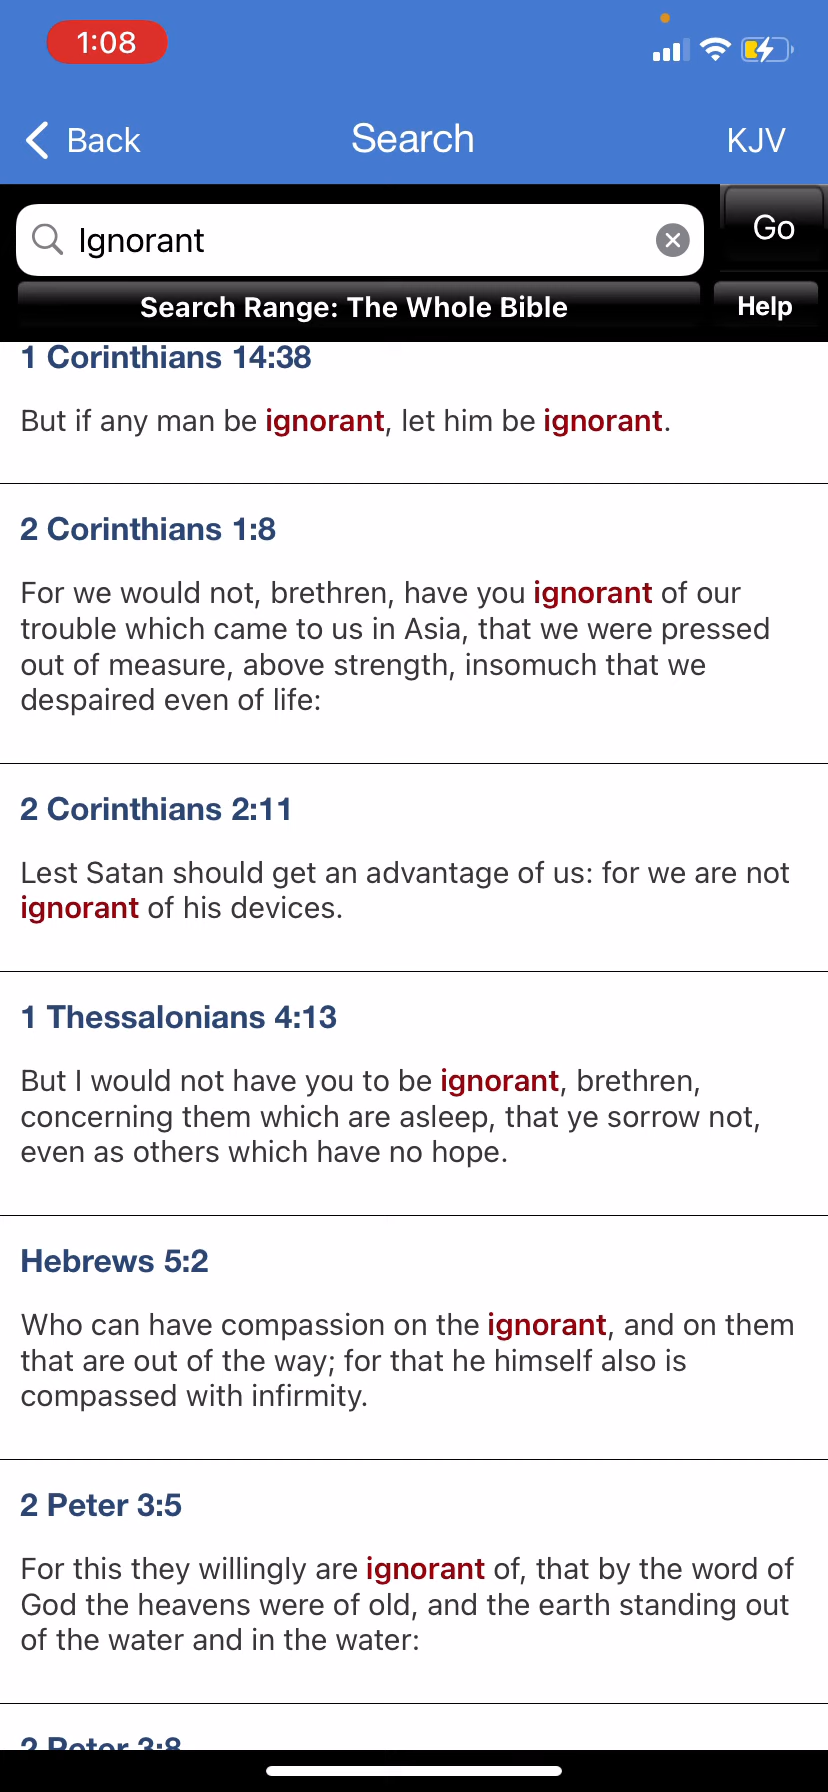 1:08
Back
Search
KJV
Ignorant
Go
Search Range: The Whole Bible
Help
1 Corinthians 14:38
But if any man be ignorant, let him be ignorant.
2 Corinthians 1:8
For we would not, brethren, have you ignorant of our
trouble which came to us in Asia, that we were pressed
out of measure, above strength, insomuch that we
despaired even of life:
2 Corinthians 2:11
Lest Satan should get an advantage of us: for we are not
ignorant of his devices.
1 Thessalonians 4:13
But I would not have you to be ignorant, brethren,
concerning them which are asleep, that ye sorrow not,
even as others which have no hope.
Hebrews 5:2
Who can have compassion on the ignorant, and on them
that are out of the way; for that he himself also is
compassed with infirmity.
2 Peter 3:5
For this they willingly are ignorant of, that by the word of
God the heavens were of old, and the earth standing out
of the water and in the water:
2 Peter 3:8